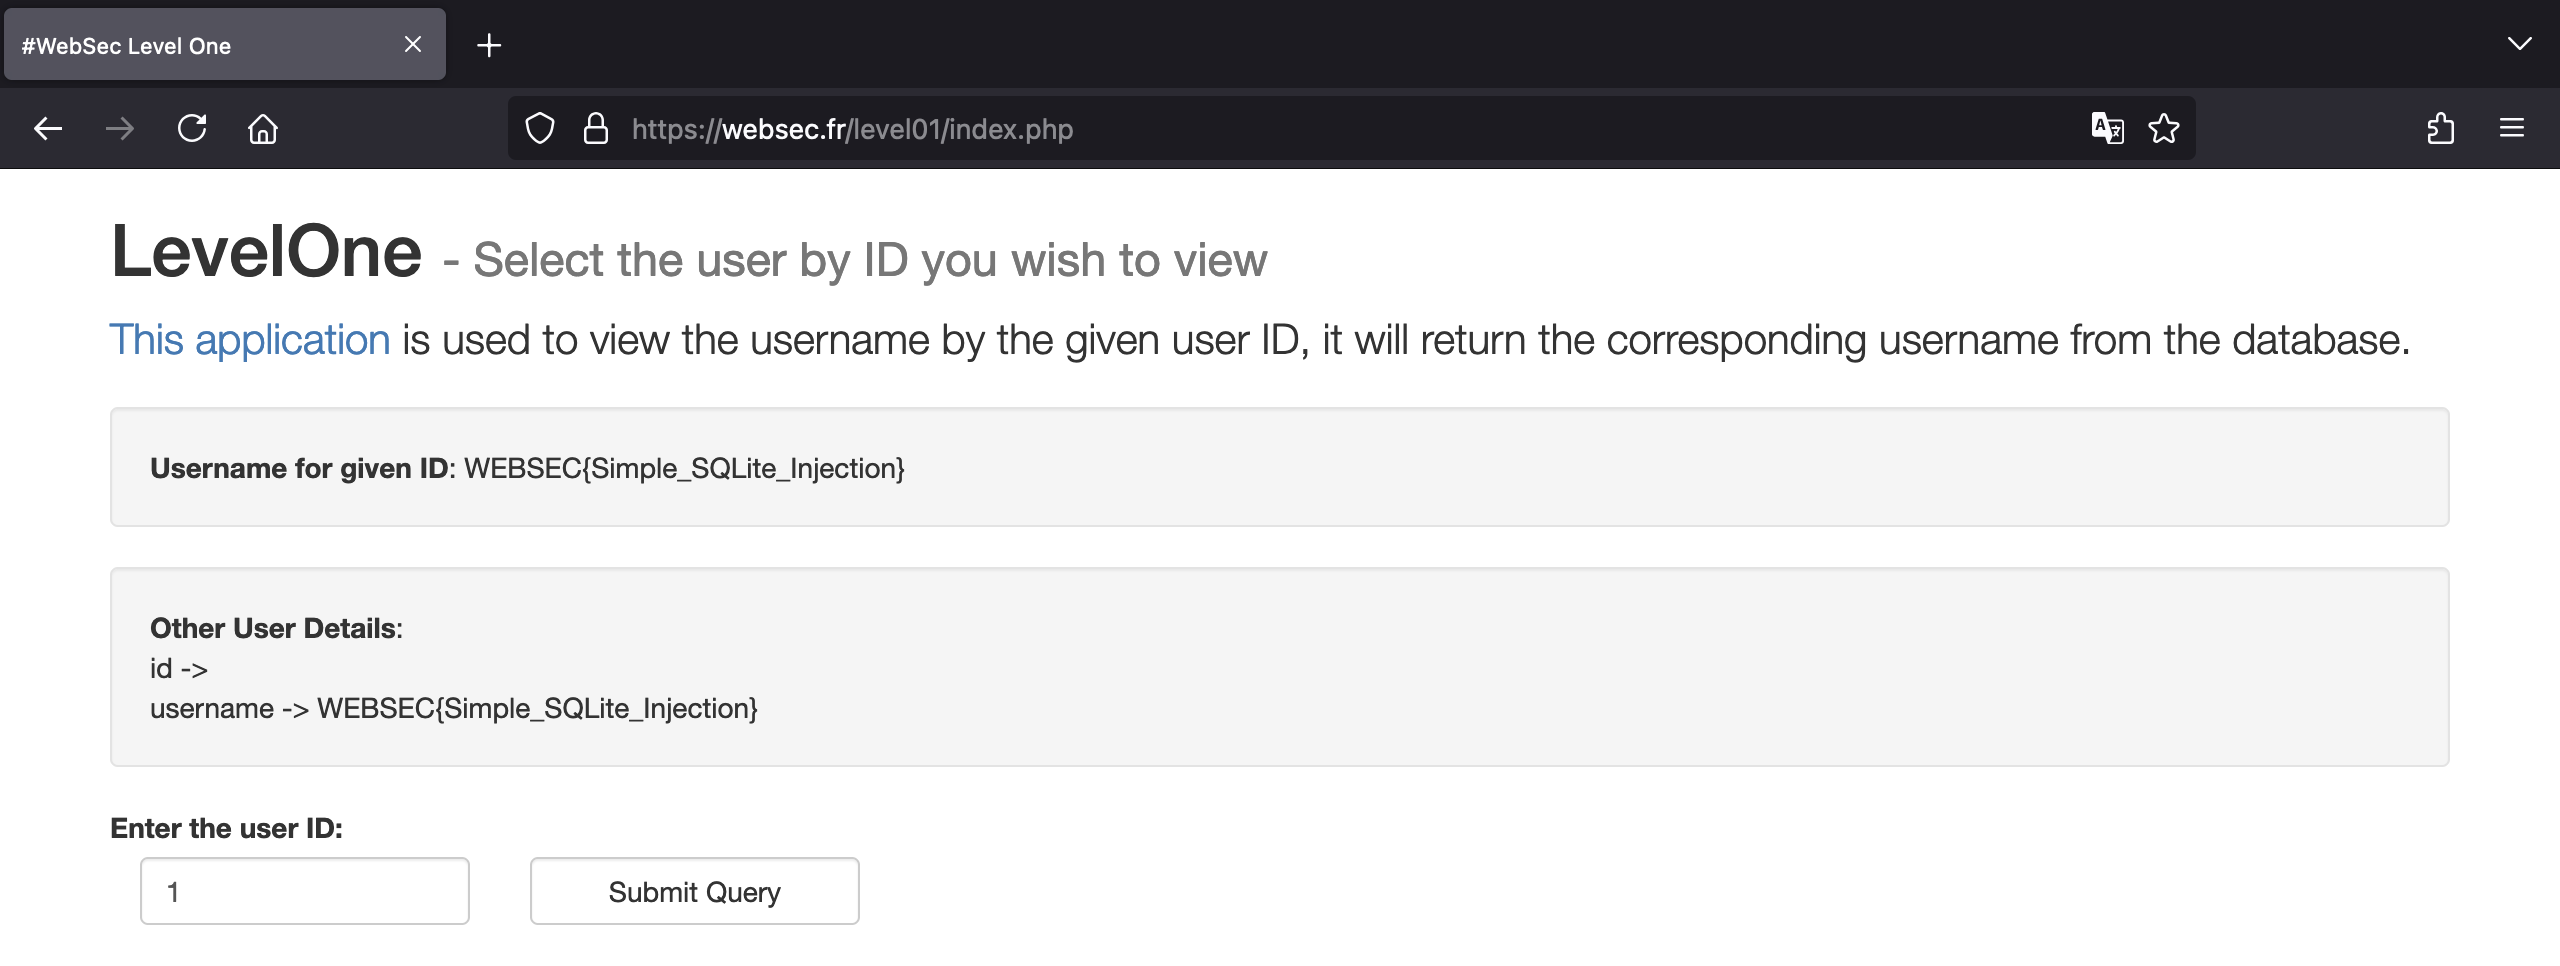 #WebSec Level One
https://websec.fr/level01/index.php
LevelOne - Select the user by ID you wish to view
This application is used to view the username by the given user ID, it will return the corresponding username from the database.
Username for given ID: WEBSEC{Simple_SQLite_Injection}
Other User Details:
id ->
username -> WEBSEC{Simple_SQLite_Injection}
Enter the user ID:
1 Submit Query